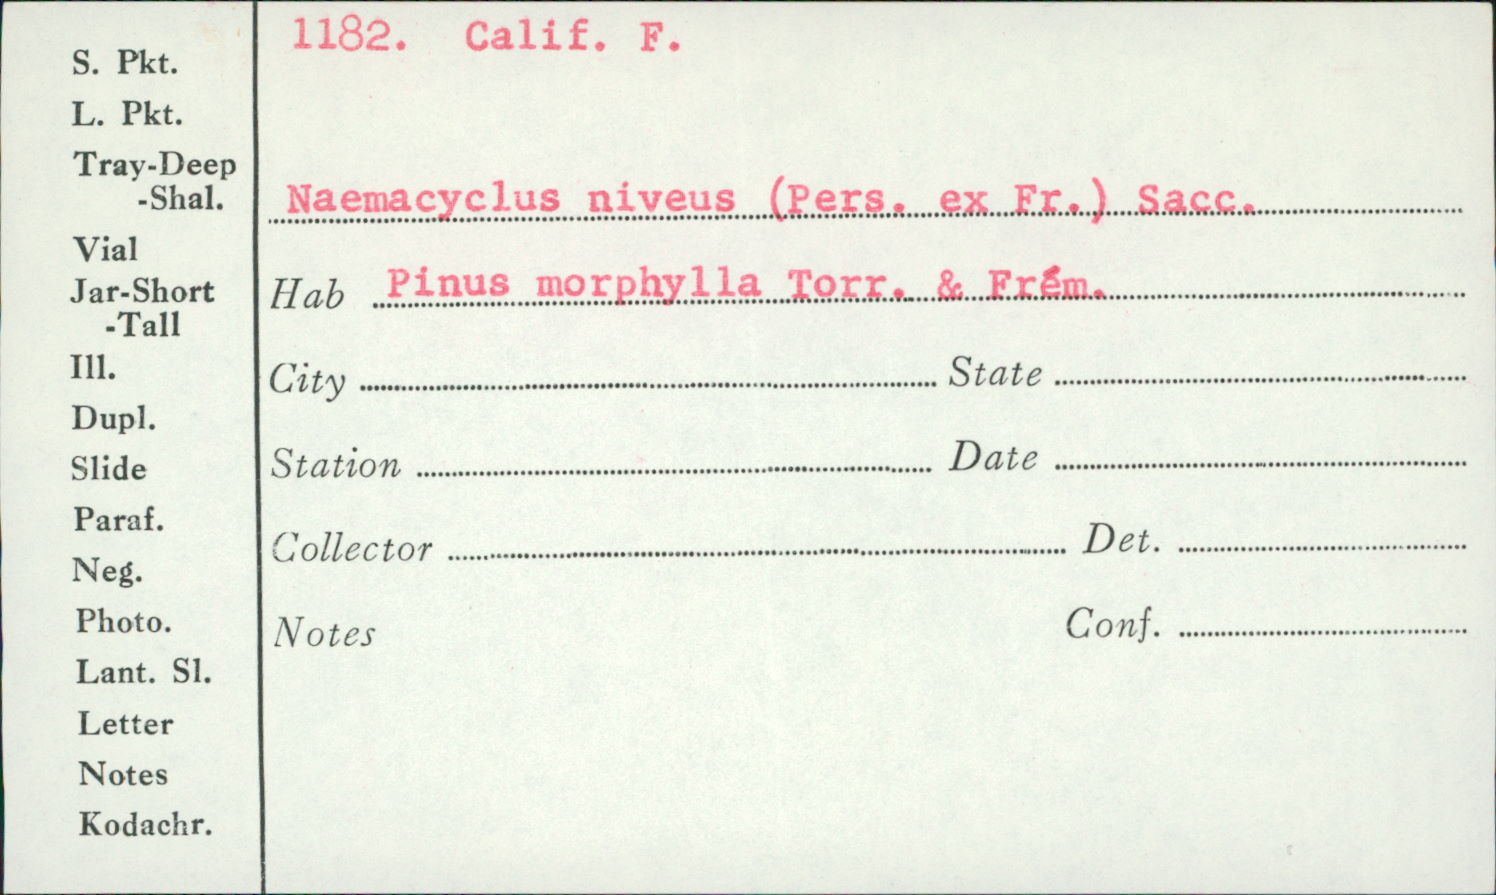 1182. Calif. F.
S. Pkt.
L. Pkt.
Tray-Deep
-Shal.
Naemacyclus niveus (Pers. ex Fr.) Sacc.
Vial
Jar-Short
-Tall
Hab Pinus morphylla Torr. & Frém.
Ill.
City State
Dupl.
Slide
Station Date
Paraf.
Collector Det.
Neg.
Photo.
Notes Conf.
Lant. Sl.
Letter
Notes
Kodachr.